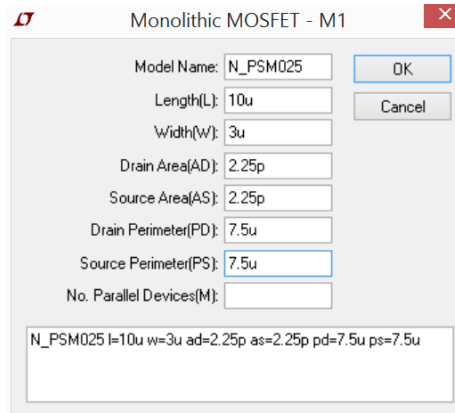 Monolithic MOSFET - M1
Model Name: N_PSM025
OK
Length(L): 10u
Cancel
Width(W): 3u
Drain Area(AD): 2.25p
Source Area(AS): 2.25p
Drain Perimeter(PD): 7.5u
Source Perimeter(PS): 7.5u
No. Parallel Devices(M):
N_PSM025 l=10u w=3u ad=2.25p as=2.25p pd=7.5u ps=7.5u